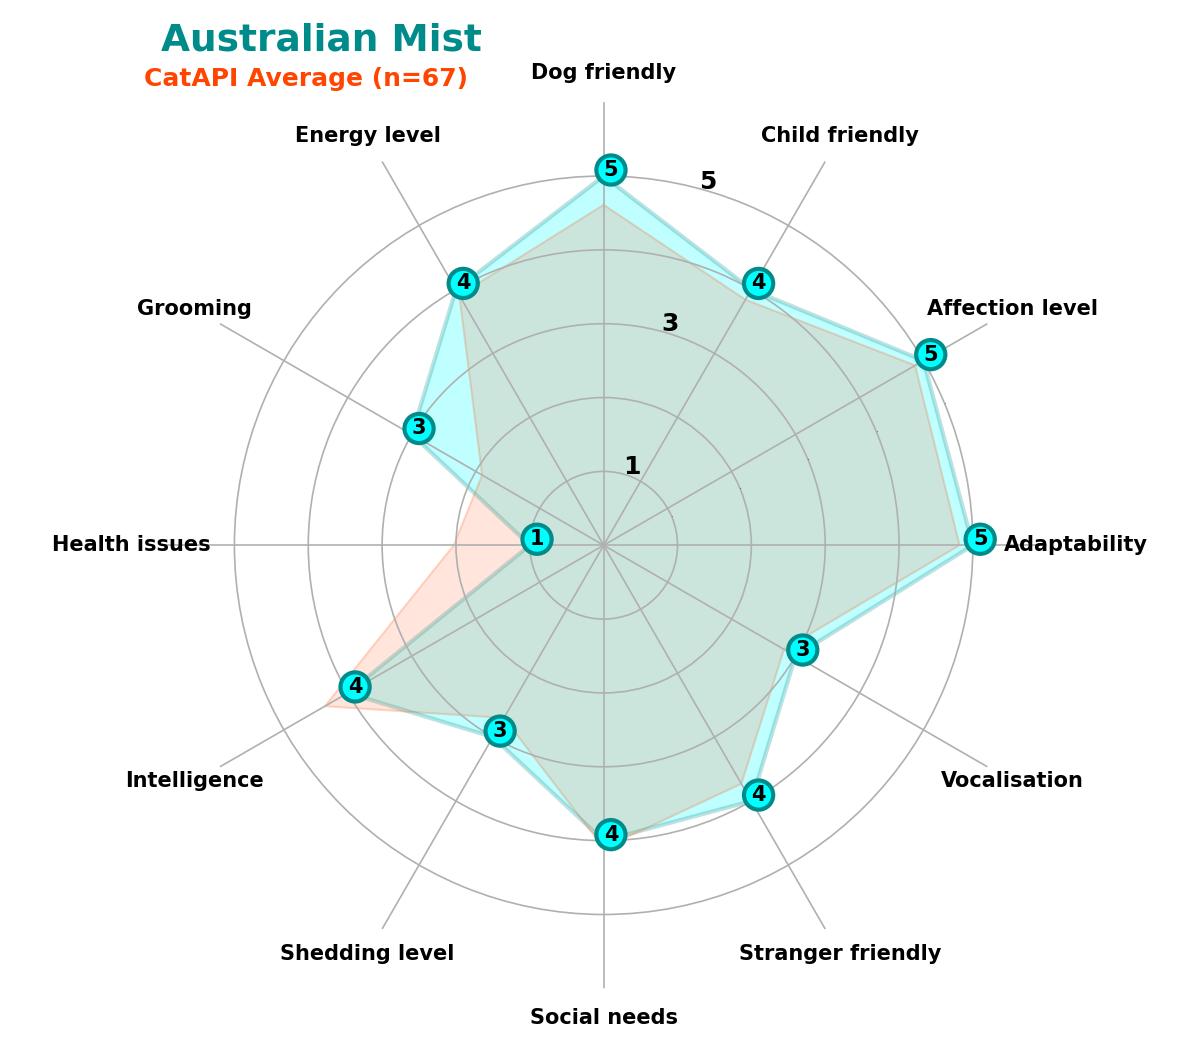 Australian Mist
CatAPI Average (n=67)
Dog friendly
Energy level
Child friendly
5
5
4
4
Grooming
Affection level
3
5
3
1
Health issues
1
5
Adaptability
4
3
3
Intelligence
Vocalisation
4
4
Shedding level
Stranger friendly
Social needs